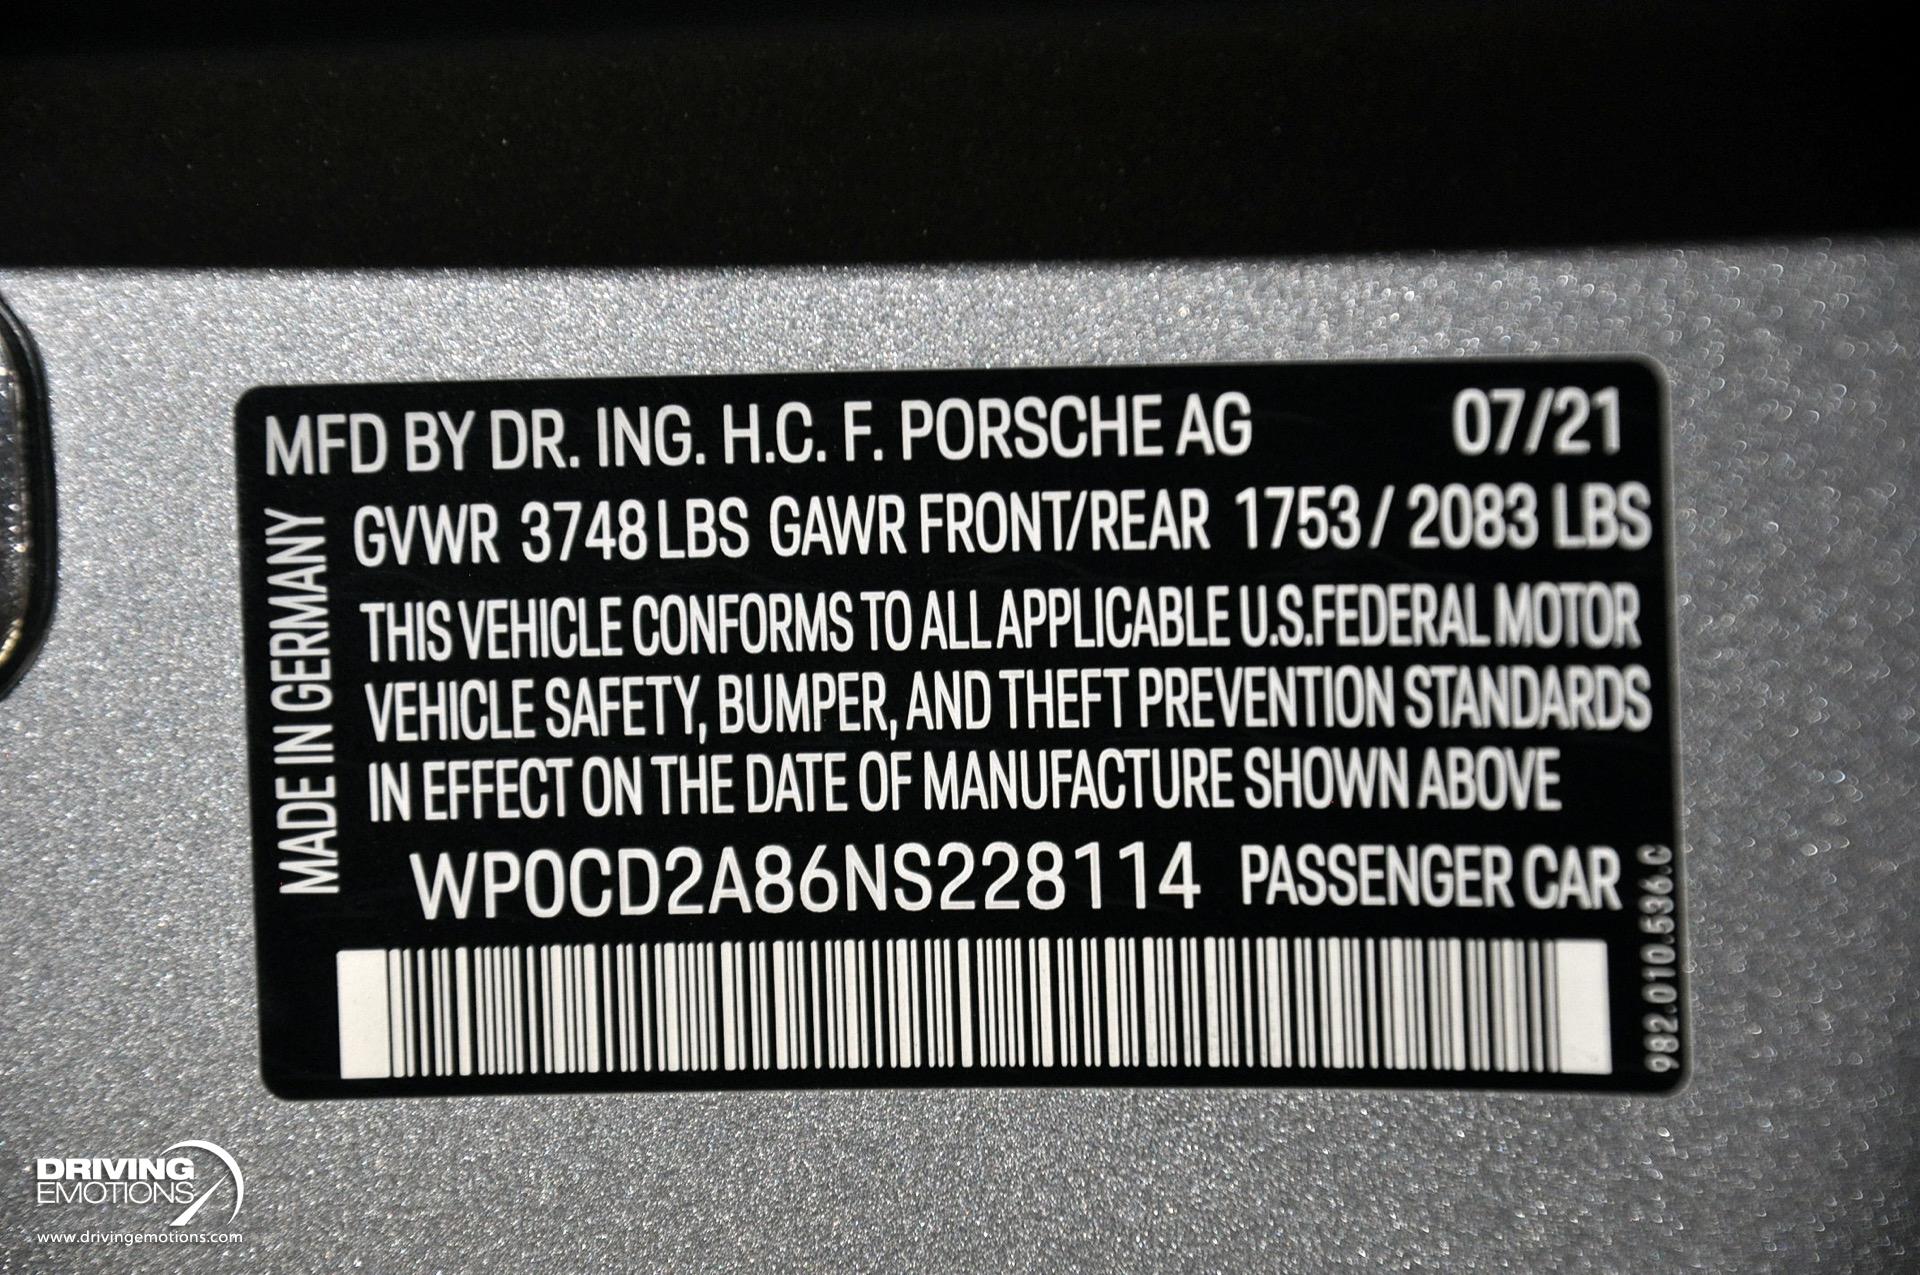 MFD BY DR. ING. H.C. F. PORSCHE AG 07/21
GVWR 3748 LBS GAWR FRONT/REAR 1753 / 2083 LBS
THIS VEHICLE CONFORMS TO ALL APPLICABLE U.S.FEDERAL MOTOR
VEHICLE SAFETY, BUMPER, AND THEFT PREVENTION STANDARDS
IN EFFECT ON THE DATE OF MANUFACTURE SHOWN ABOVE
WP0CD2A86NS228114 PASSENGER CAR
MADE IN GERMANY
982.010.536.C
DRIVING
EMOTIONS
www.drivingemotions.com